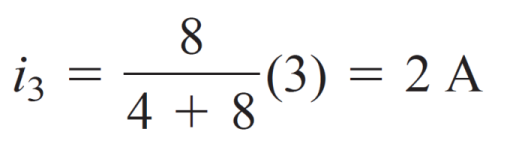 i₃ = 8/(4 + 8) (3) = 2 A